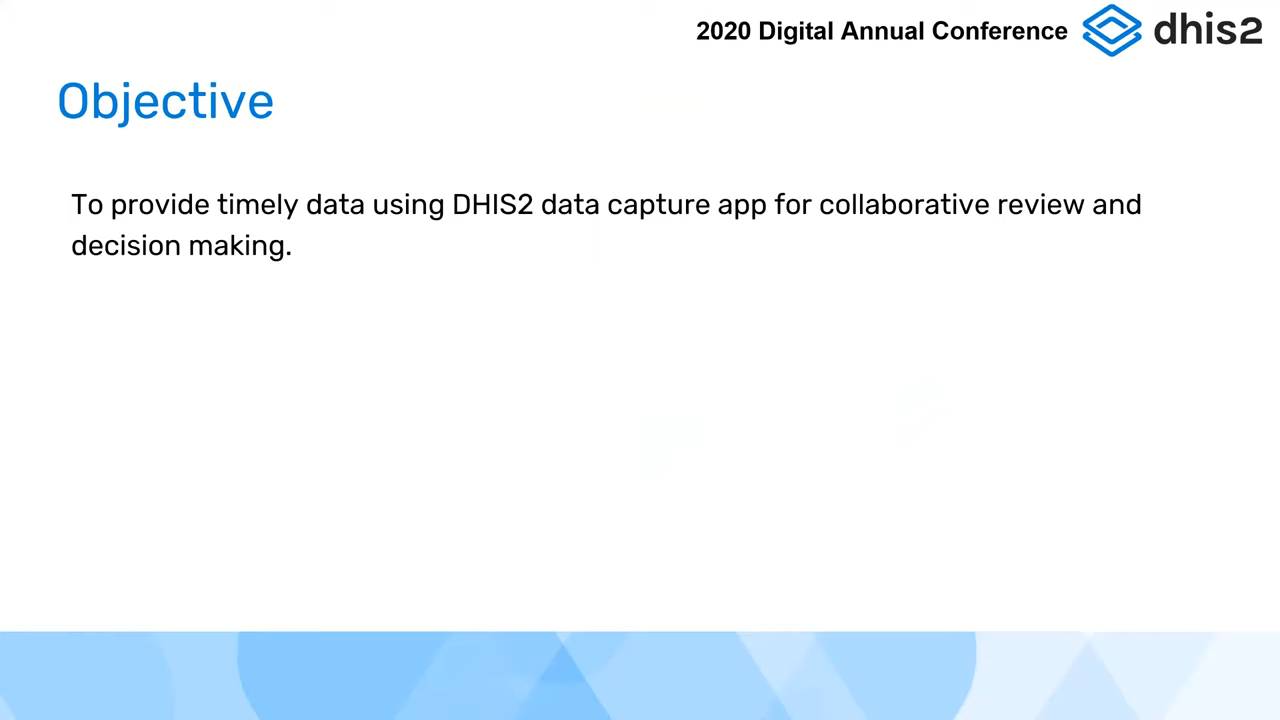 2020 Digital Annual Conference dhis2
Objective
To provide timely data using DHIS2 data capture app for collaborative review and
decision making.